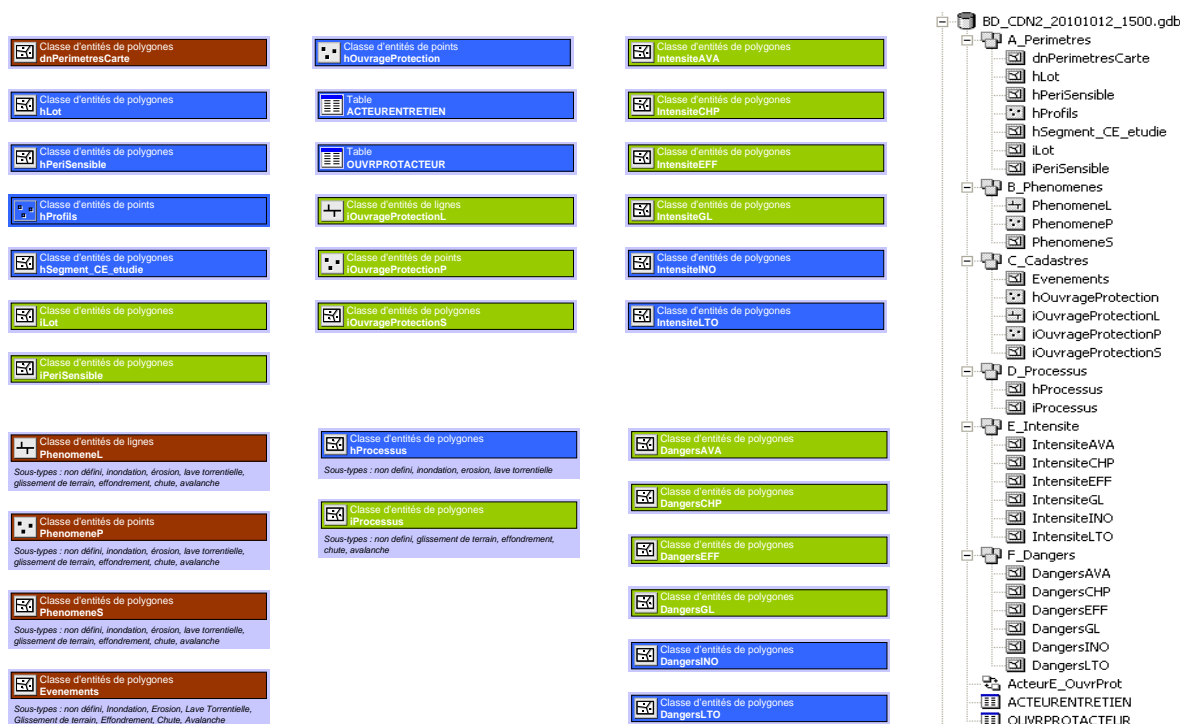 Classe d'entités de polygones
dnPerimetresCarte
Classe d'entités de polygones
hLot
Classe d'entités de polygones
hPeriSensible
Classe d'entités de points
hProfils
Classe d'entités de polygones
hSegment_CE_etudie
Classe d'entités de polygones
iLot
Classe d'entités de polygones
iPeriSensible
Classe d'entités de points
hOuvrageProtection
Table
ACTEURENTRETIEN
Table
OUVRPROTACTEUR
Classe d'entités de lignes
iOuvrageProtectionL
Classe d'entités de points
iOuvrageProtectionP
Classe d'entités de polygones
iOuvrageProtectionS
Classe d'entités de polygones
IntensiteAVA
Classe d'entités de polygones
IntensiteCHP
Classe d'entités de polygones
IntensiteEFF
Classe d'entités de polygones
IntensiteGL
Classe d'entités de polygones
IntensiteINO
Classe d'entités de polygones
IntensiteLTO
Classe d'entités de lignes
PhenomeneL
Sous-types : non défini, inondation, érosion, lave torrentielle,
glissement de terrain, effondrement, chute, avalanche
Classe d'entités de points
PhenomeneP
Sous-types : non défini, inondation, érosion, lave torrentielle,
glissement de terrain, effondrement, chute, avalanche
Classe d'entités de polygones
PhenomeneS
Sous-types : non défini, inondation, érosion, lave torrentielle,
glissement de terrain, effondrement, chute, avalanche
Classe d'entités de polygones
Evenements
Sous-types : non défini, Inondation, Erosion, Lave Torrentielle,
Glissement de terrain, Effondrement, Chute, Avalanche
Classe d'entités de polygones
hProcessus
Sous-types : non defini, inondation, erosion, lave torrentielle
Classe d'entités de polygones
iProcessus
Sous-types : non defini, glissement de terrain, effondrement,
chute, avalanche
Classe d'entités de polygones
DangersAVA
Classe d'entités de polygones
DangersCHP
Classe d'entités de polygones
DangersEFF
Classe d'entités de polygones
DangersGL
Classe d'entités de polygones
DangersINO
Classe d'entités de polygones
DangersLTO
BD_CDN2_20101012_1500.gdb
A_Perimetres
dnPerimetresCarte
hLot
hPeriSensible
hProfils
hSegment_CE_etudie
iLot
iPeriSensible
B_Phenomenes
PhenomeneL
PhenomeneP
PhenomeneS
C_Cadastres
Evenements
hOuvrageProtection
iOuvrageProtectionL
iOuvrageProtectionP
iOuvrageProtectionS
D_Processus
hProcessus
iProcessus
E_Intensite
IntensiteAVA
IntensiteCHP
IntensiteEFF
IntensiteGL
IntensiteINO
IntensiteLTO
F_Dangers
DangersAVA
DangersCHP
DangersEFF
DangersGL
DangersINO
DangersLTO
ActeurE_OuvrProt
ACTEURENTRETIEN
OUVRPROTACTEUR